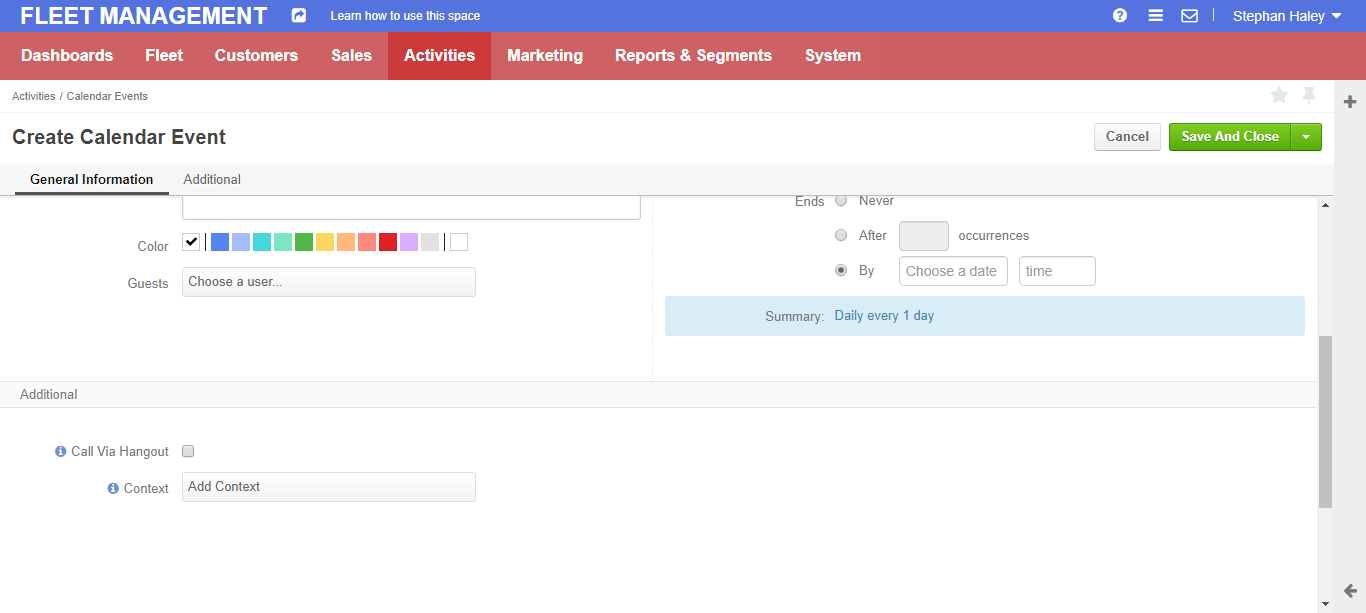 FLEET MANAGEMENT Learn how to use this space Stephan Haley
Dashboards Fleet Customers Sales Activities Marketing Reports & Segments System
Activities / Calendar Events
Create Calendar Event Cancel Save And Close
General Information Additional
Ends Never
Color
After occurrences
Guests Choose a user...
By Choose a date time
Summary: Daily every 1 day
Additional
Call Via Hangout
Context Add Context